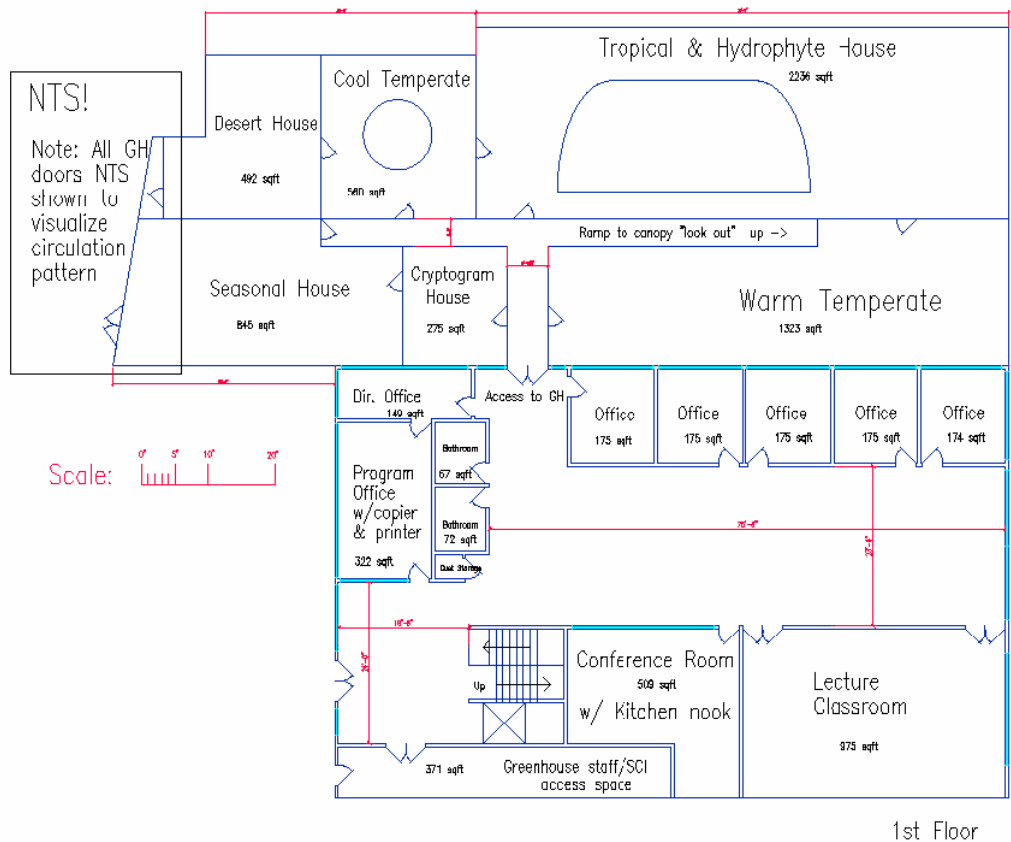 Tropical & Hydrophyte House
2236 sqft
NTS!
Note: All GH
doors NTS
shown to
visualize
circulation
pattern
Cool Temperate
560 sqft
Desert House
492 sqft
Ramp to canopy "look out" up ->
Seasonal House
845 sqft
Cryptogram
House
275 sqft
Warm Temperate
1323 sqft
Dir. Office
149 sqft
Access to GH
Office
175 sqft
Office
175 sqft
Office
175 sqft
Office
175 sqft
Office
174 sqft
Scale:
0'
5'
10'
20'
Program
Office
w/copier
& printer
322 sqft
Bathroom
67 sqft
Bathroom
72 sqft
Storage
Up
Conference Room
509 sqft
w/ Kitchen nook
Lecture
Classroom
975 sqft
371 sqft
Greenhouse staff/SCI
access space
1st Floor